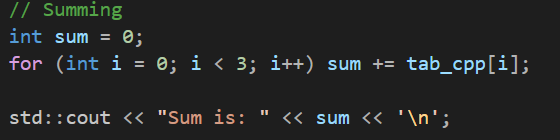 // Summing
int sum = 0;
for (int i = 0; i < 3; i++) sum += tab_cpp[i];
std::cout << "Sum is: " << sum << '\n';